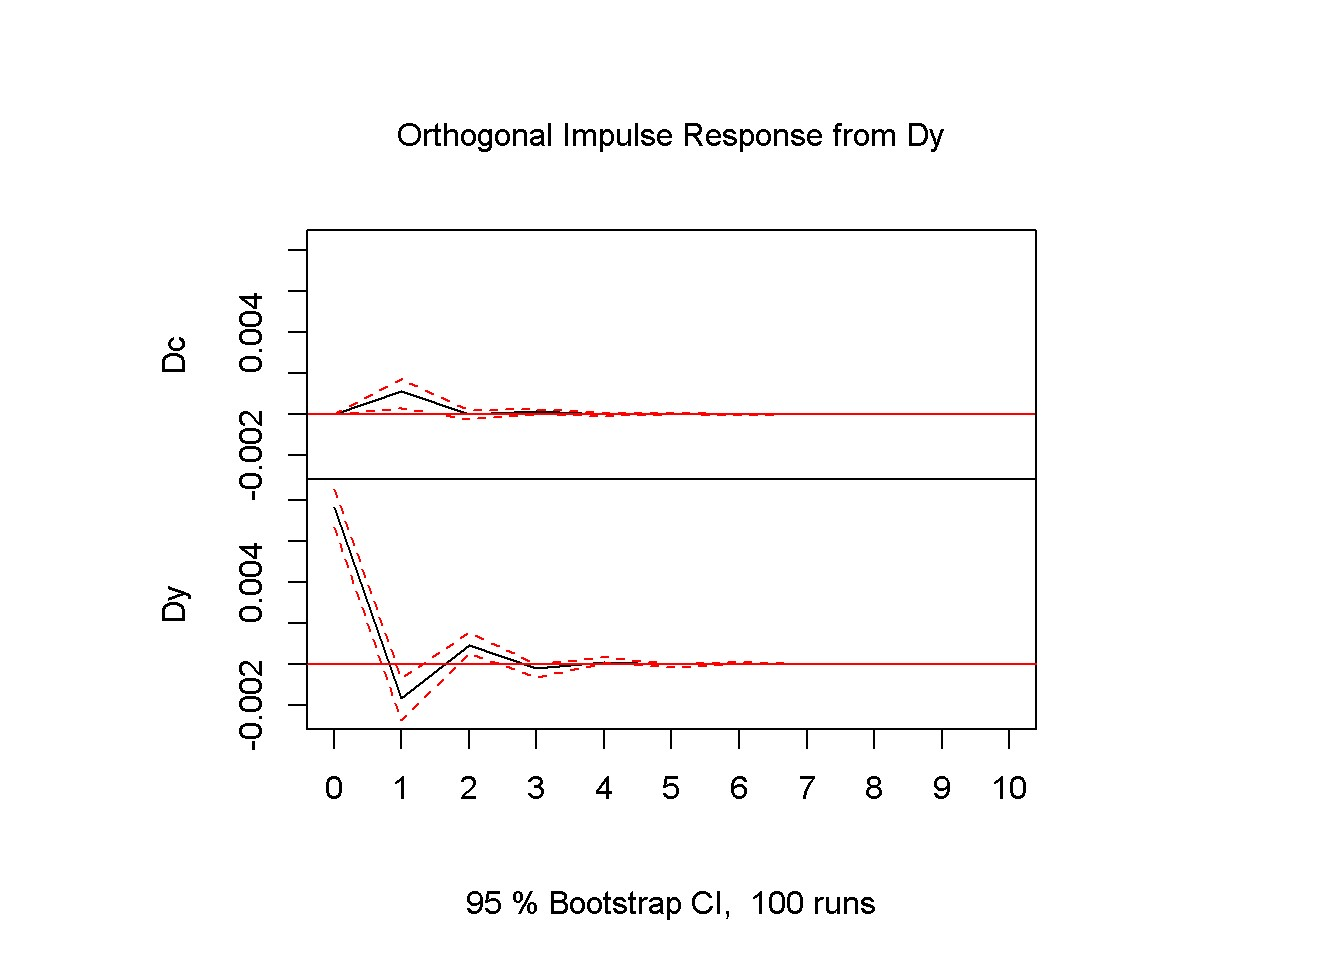 Orthogonal Impulse Response from Dy
Dc
0.004
-0.002
Dy
0.004
-0.002
0 1 2 3 4 5 6 7 8 9 10
95 % Bootstrap CI,  100 runs